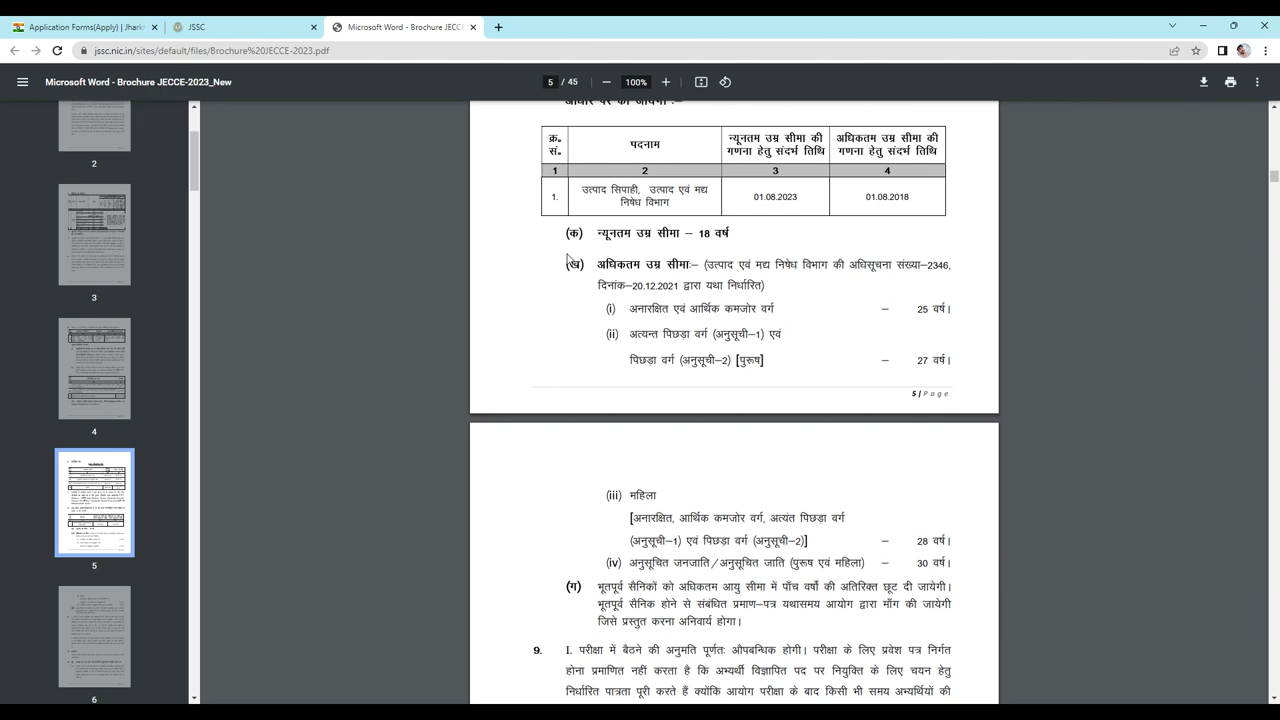 Application Forms(Apply) | Jhark
JSSC
Microsoft Word - Brochure JECCE
jssc.nic.in/sites/default/files/Brochure%20JECCE-2023.pdf
Microsoft Word - Brochure JECCE-2023_New
5 / 45
100%
आधार पर की जायेगी :–
क्र० सं० पदनाम न्यूनतम उम्र सीमा की गणना हेतु संदर्भ तिथि अधिकतम उम्र सीमा की गणना हेतु संदर्भ तिथि
1 2 3 4
1. उत्पाद सिपाही, उत्पाद एवं मद्य निषेध विभाग 01.08.2023 01.08.2018
(क) न्यूनतम उम्र सीमा – 18 वर्ष
(ख) अधिकतम उम्र सीमा:– (उत्पाद एवं मद्य निषेध विभाग की अधिसूचना संख्या–2346,
दिनांक–20.12.2021 द्वारा यथा निर्धारित)
(i) अनारक्षित एवं आर्थिक कमजोर वर्ग – 25 वर्ष।
(ii) अत्यन्त पिछड़ा वर्ग (अनुसूची–1) एवं
पिछड़ा वर्ग (अनुसूची–2) [पुरूष] – 27 वर्ष।
5 | Page
(iii) महिला
[अनारक्षित, आर्थिक कमजोर वर्ग, अत्यंत पिछड़ा वर्ग
(अनुसूची–1) एवं पिछड़ा वर्ग (अनुसूची–2)] – 28 वर्ष।
(iv) अनुसूचित जनजाति/अनुसूचित जाति (पुरूष एवं महिला) – 30 वर्ष।
(ग) भूतपूर्व सैनिकों को अधिकतम आयु सीमा में पाँच वर्षों की अतिरिक्त छूट दी जायेगी।
भूतपूर्व सैनिक होने से संबंधित प्रमाण–पत्र यथासमय आयोग द्वारा माँग की जायेगी
जिसे प्रस्तुत करना अनिवार्य होगा।
9. I. परीक्षा में बैठने की अनुमति पूर्णतः औपबन्धिक होगी। परीक्षा के लिए प्रवेश पत्र निर्गत
होना प्रमाणित नहीं करता है कि अभ्यर्थी विज्ञापित पद पर नियुक्ति के लिए चयन हेतु
निर्धारित पात्रता पूरी करते हैं क्योंकि आयोग परीक्षा के बाद किसी भी समय अभ्यर्थियों की
2
3
4
5
6